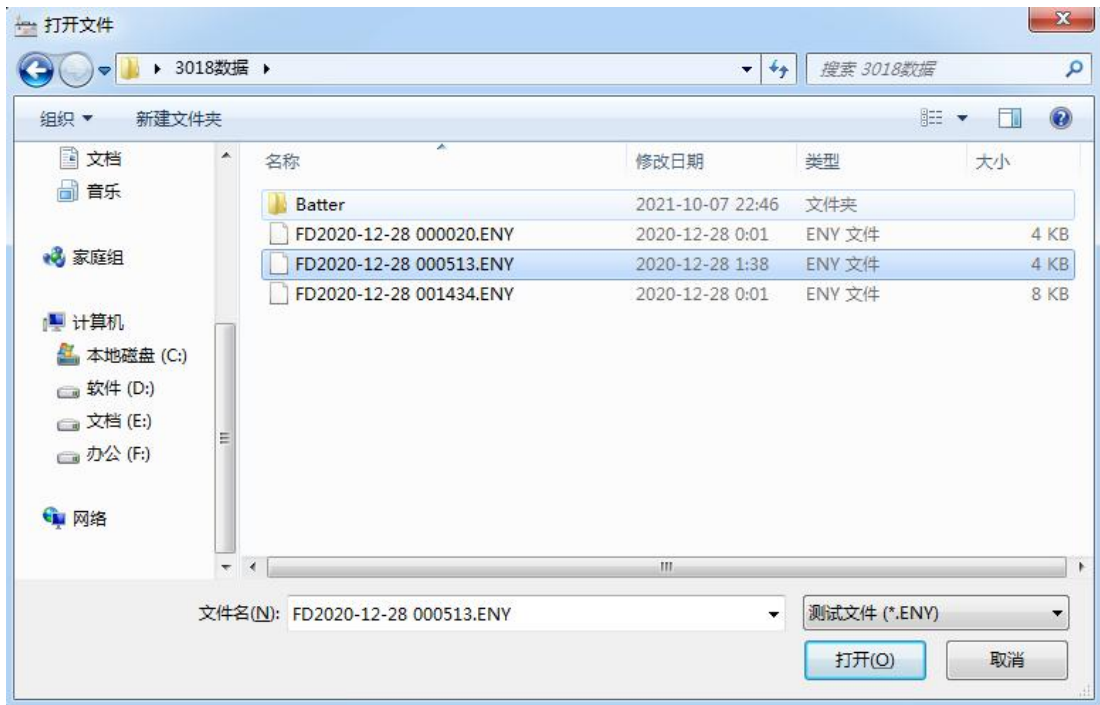 打开文件
3018数据
搜索 3018数据
组织
新建文件夹
文档
音乐
家庭组
计算机
本地磁盘 (C:)
软件 (D:)
文档 (E:)
办公 (F:)
网络
名称 修改日期 类型 大小
Batter 2021-10-07 22:46 文件夹
FD2020-12-28 000020.ENY 2020-12-28 0:01 ENY 文件 4 KB
FD2020-12-28 000513.ENY 2020-12-28 1:38 ENY 文件 4 KB
FD2020-12-28 001434.ENY 2020-12-28 0:01 ENY 文件 8 KB
文件名(N): FD2020-12-28 000513.ENY
测试文件 (*.ENY)
打开(O)
取消